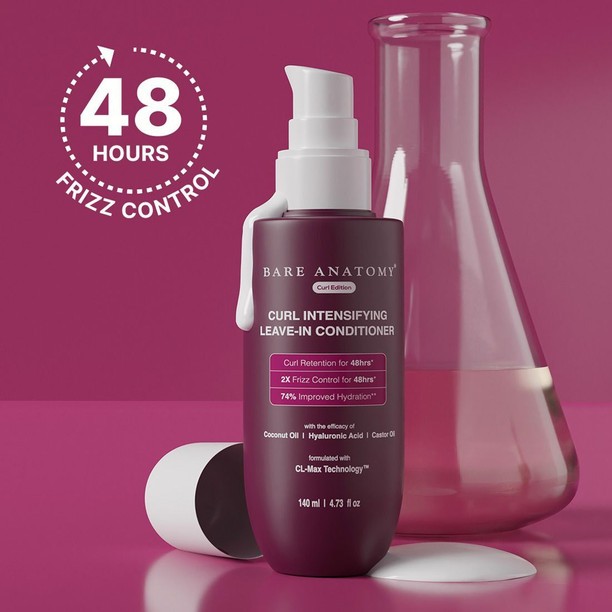 48
HOURS
FRIZZ CONTROL
BARE ANATOMY®
Curl Edition
CURL INTENSIFYING
LEAVE-IN CONDITIONER
Curl Retention for 48hrs*
2X Frizz Control for 48hrs*
74% Improved Hydration**
with the efficacy of
Coconut Oil | Hyaluronic Acid | Castor Oil
formulated with
CL-Max Technology™
140 ml | 4.73 fl oz